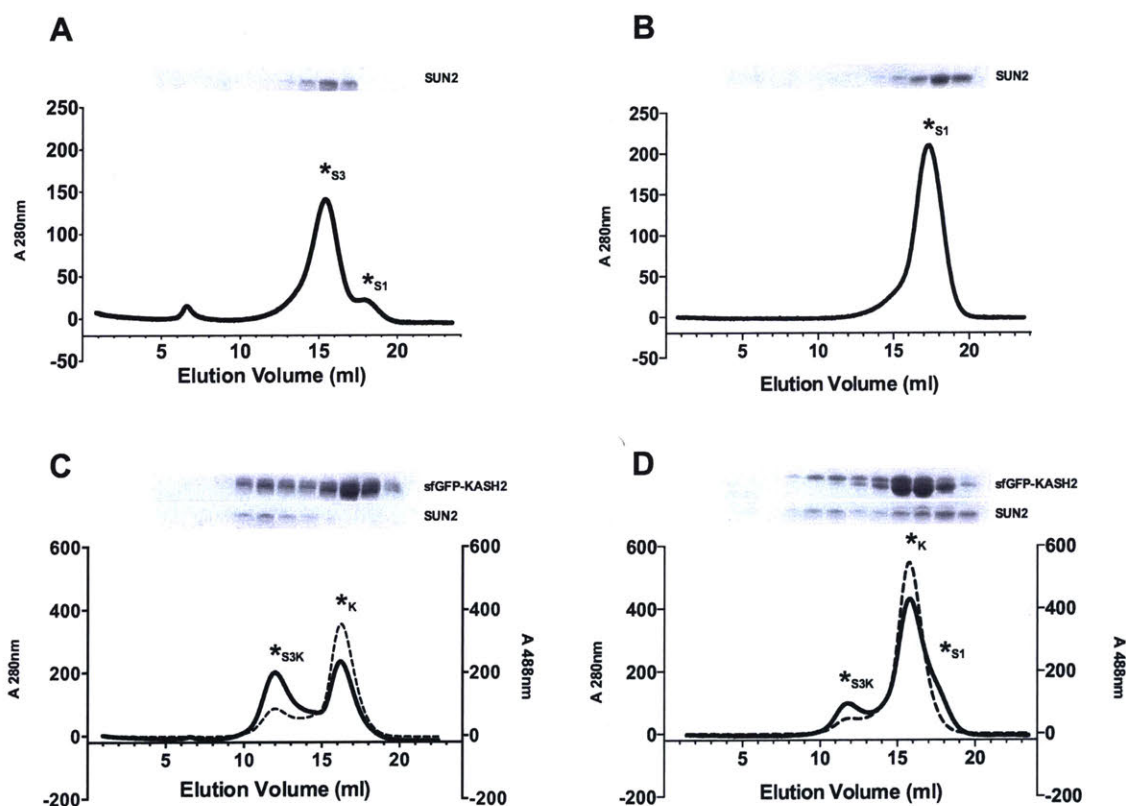 A
SUN2
250
200
150
100
50
0
-50
A 280nm
*S3
*S1
5 10 15 20
Elution Volume (ml)
B
SUN2
250
200
150
100
50
0
-50
A 280nm
*S1
5 10 15 20
Elution Volume (ml)
C
sfGFP-KASH2
SUN2
600
400
200
0
-200
A 280nm
*S3K
*K
600
400
200
0
-200
A 488nm
5 10 15 20
Elution Volume (ml)
D
sfGFP-KASH2
SUN2
600
400
200
0
-200
A 280nm
*S3K
*K
*S1
600
400
200
0
-200
A 488nm
5 10 15 20
Elution Volume (ml)